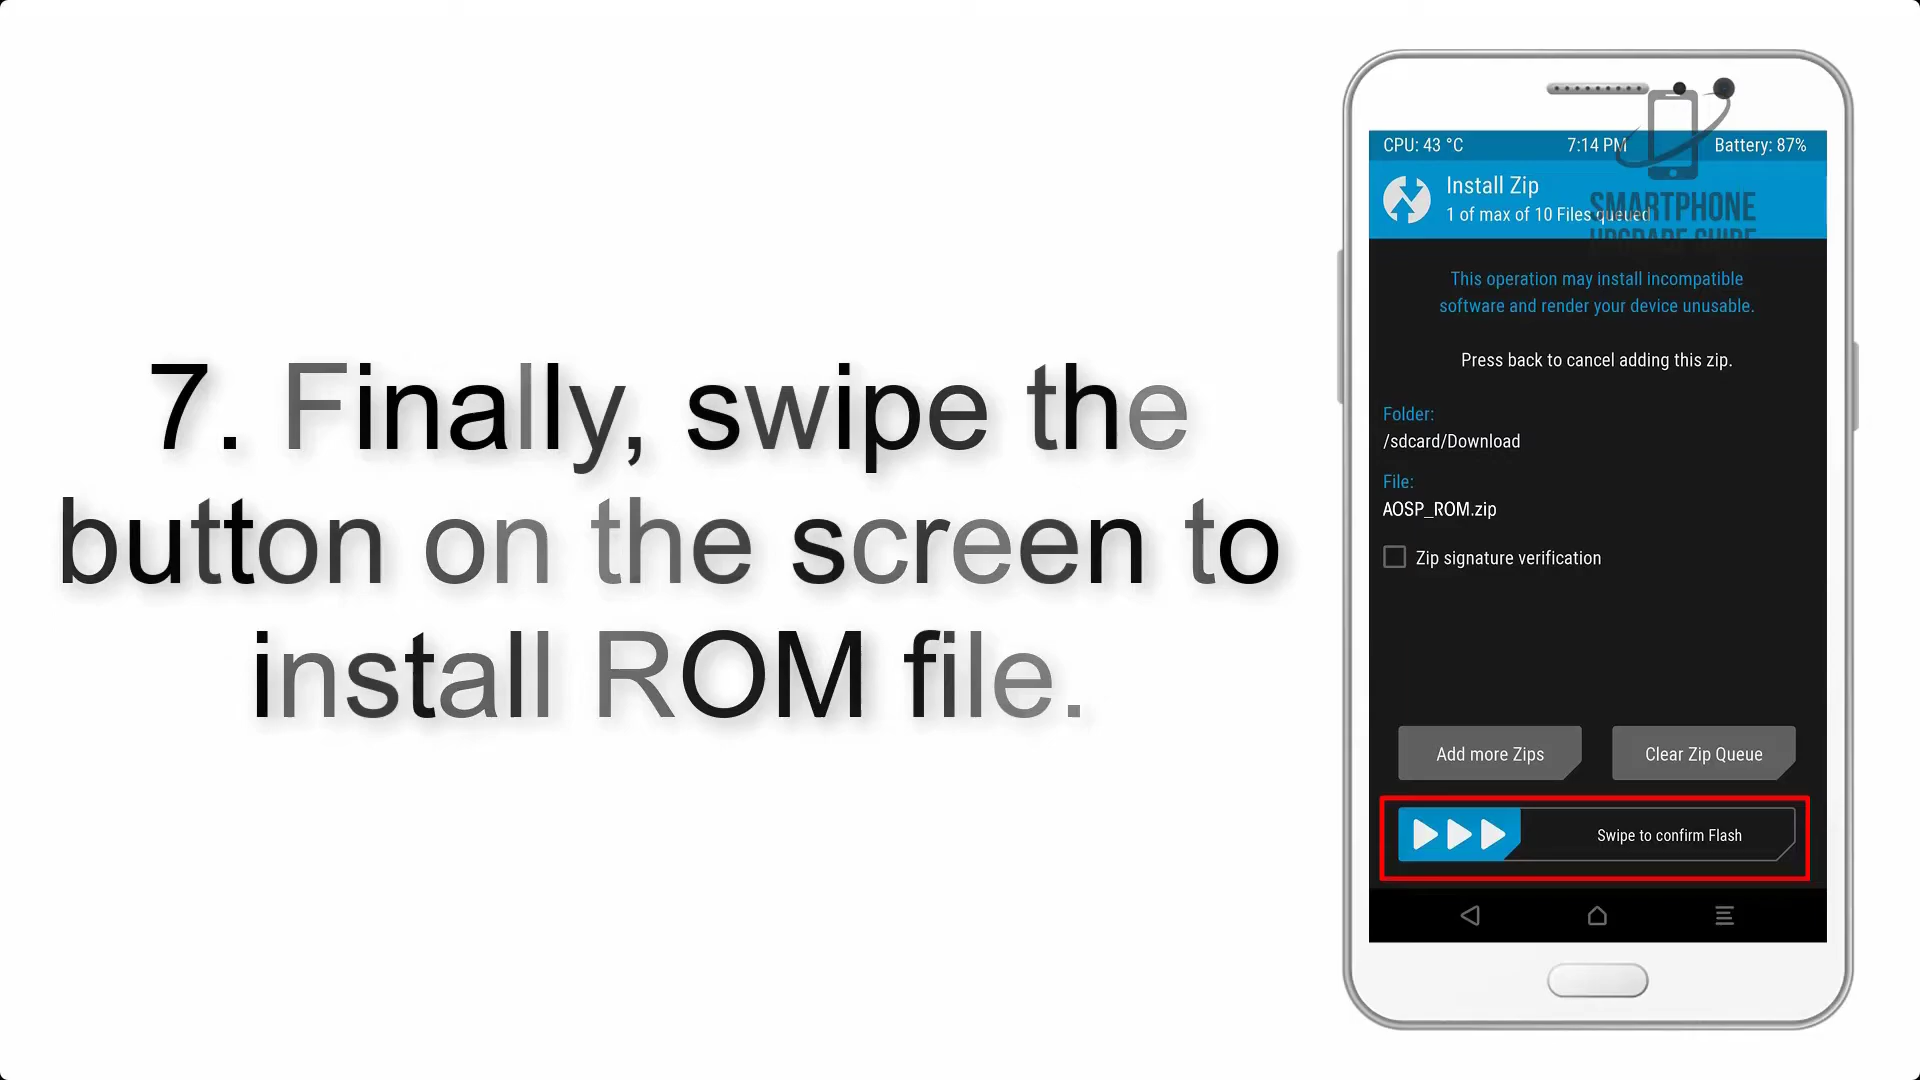 7. Finally, swipe the
button on the screen to
install ROM file.
CPU: 43 °C 7:14 PM Battery: 87%
Install Zip
1 of max of 10 Files queued
SMARTPHONE
UPGRADE GUIDE
This operation may install incompatible
software and render your device unusable.
Press back to cancel adding this zip.
Folder:
/sdcard/Download
File:
AOSP_ROM.zip
Zip signature verification
Add more Zips Clear Zip Queue
Swipe to confirm Flash